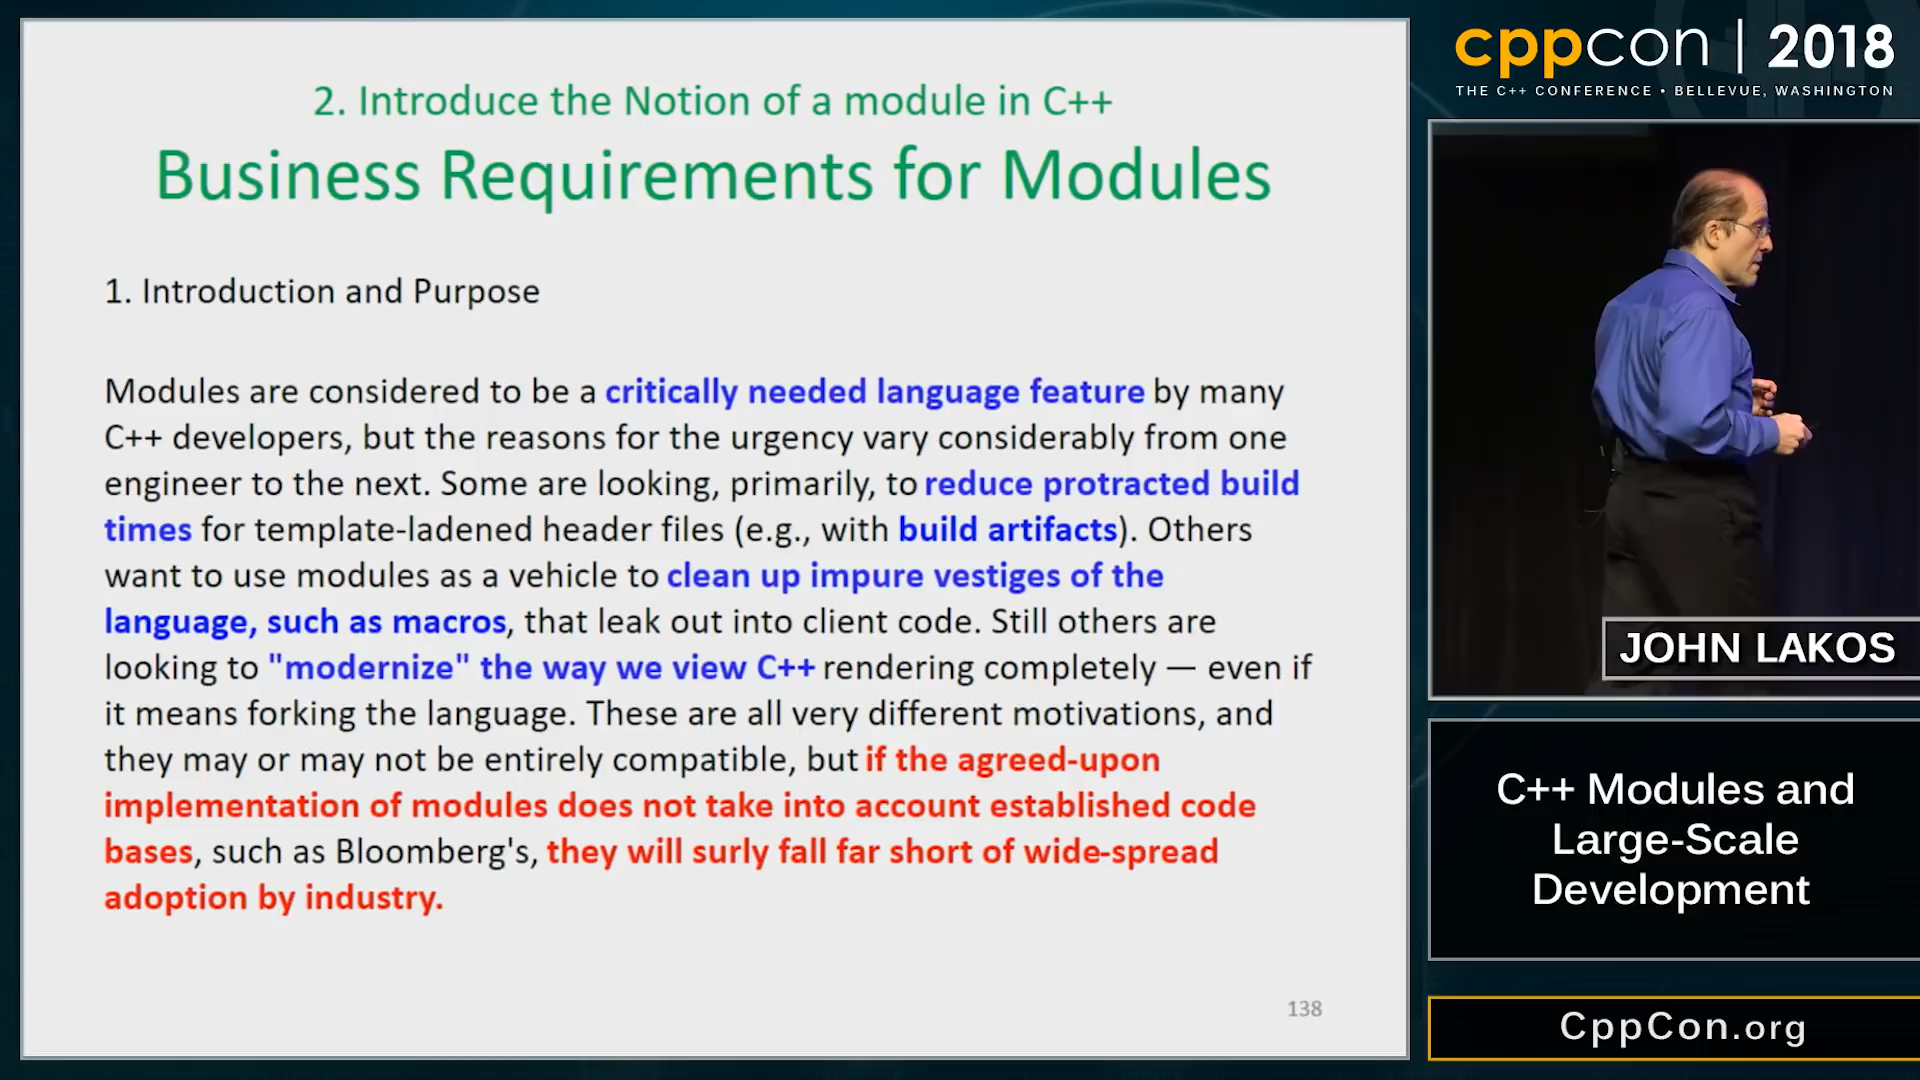 2. Introduce the Notion of a module in C++
Business Requirements for Modules
1. Introduction and Purpose
Modules are considered to be a critically needed language feature by many
C++ developers, but the reasons for the urgency vary considerably from one
engineer to the next. Some are looking, primarily, to reduce protracted build
times for template-ladened header files (e.g., with build artifacts). Others
want to use modules as a vehicle to clean up impure vestiges of the
language, such as macros, that leak out into client code. Still others are
looking to "modernize" the way we view C++ rendering completely — even if
it means forking the language. These are all very different motivations, and
they may or may not be entirely compatible, but if the agreed-upon
implementation of modules does not take into account established code
bases, such as Bloomberg's, they will surly fall far short of wide-spread
adoption by industry.
138
cppcon | 2018
THE C++ CONFERENCE • BELLEVUE, WASHINGTON
JOHN LAKOS
C++ Modules and
Large-Scale
Development
CppCon.org